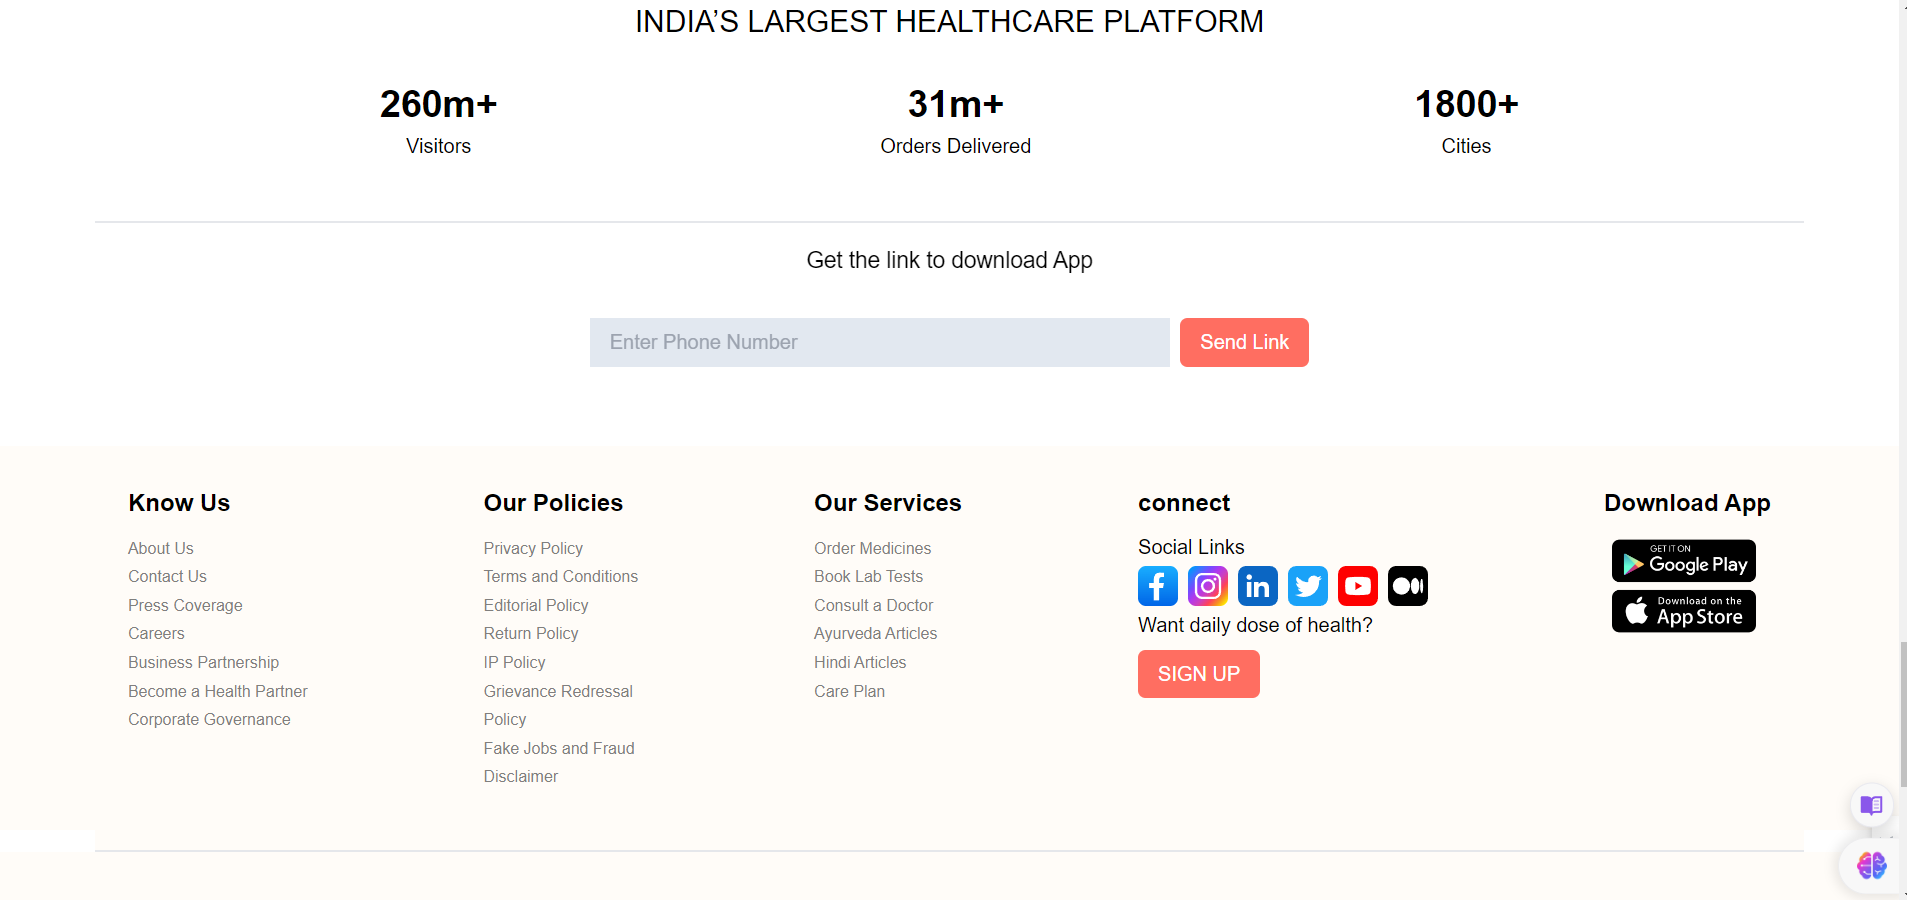 INDIA’S LARGEST HEALTHCARE PLATFORM
260m+
Visitors
31m+
Orders Delivered
1800+
Cities
Get the link to download App
Enter Phone Number
Send Link
Know Us
About Us
Contact Us
Press Coverage
Careers
Business Partnership
Become a Health Partner
Corporate Governance
Our Policies
Privacy Policy
Terms and Conditions
Editorial Policy
Return Policy
IP Policy
Grievance Redressal
Policy
Fake Jobs and Fraud
Disclaimer
Our Services
Order Medicines
Book Lab Tests
Consult a Doctor
Ayurveda Articles
Hindi Articles
Care Plan
connect
Social Links
Want daily dose of health?
SIGN UP
Download App
GET IT ON
Google Play
Download on the
App Store